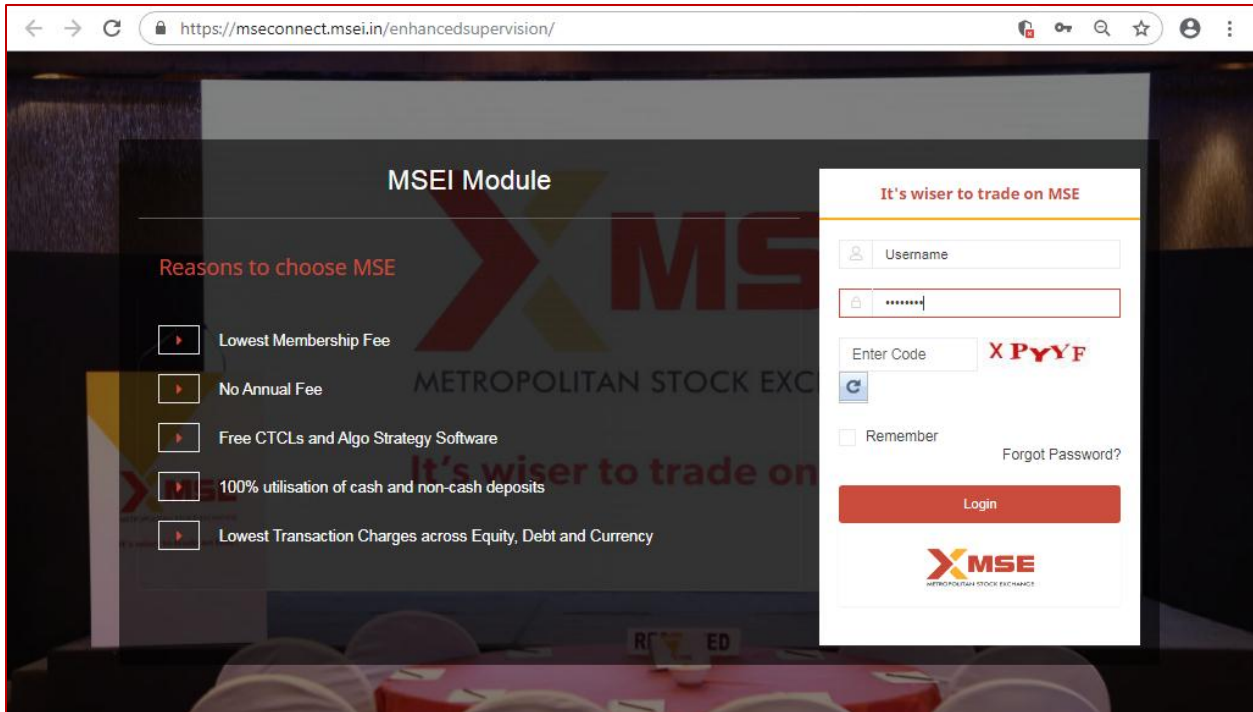 https://mseconnect.msei.in/enhancedsupervision/
MSEI Module
Reasons to choose MSE
Lowest Membership Fee
No Annual Fee
Free CTCLs and Algo Strategy Software
100% utilisation of cash and non-cash deposits
Lowest Transaction Charges across Equity, Debt and Currency
MS
METROPOLITAN STOCK EXC
It's wiser to trade on
MSE
It's wiser to trade on MSE
Username
••••••••
Enter Code XPYYF
Remember
Forgot Password?
Login
MSE
METROPOLITAN STOCK EXCHANGE